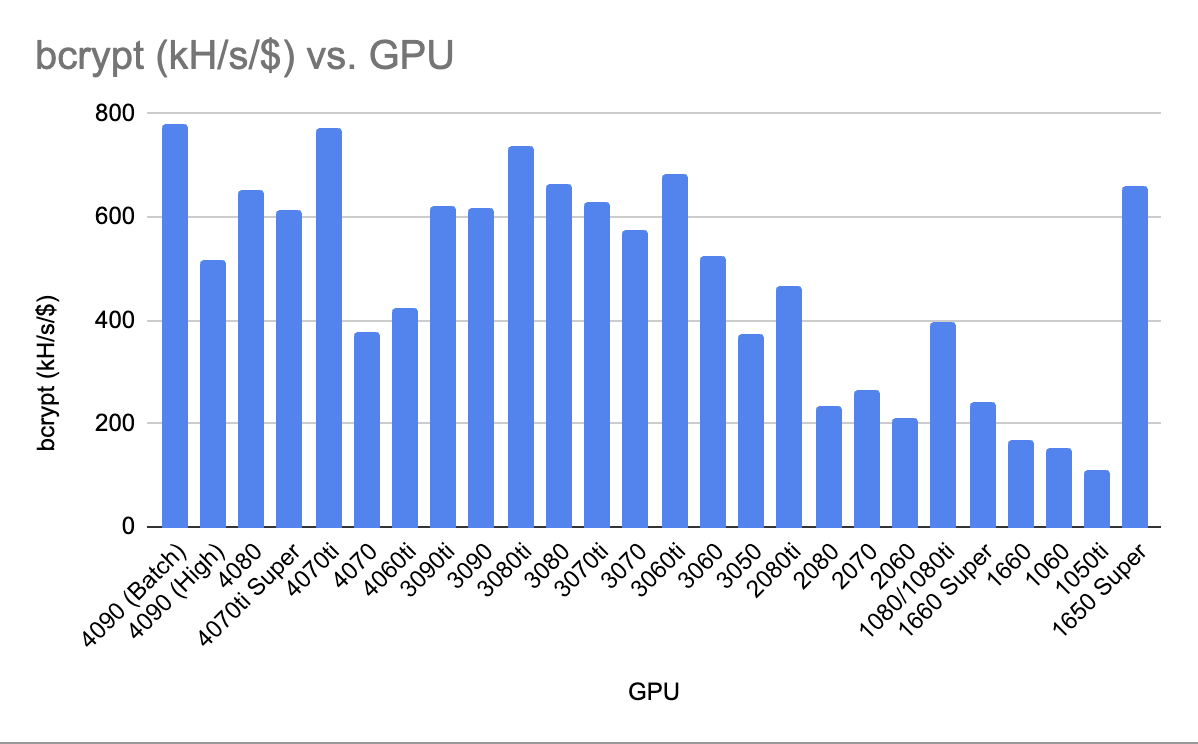 bcrypt (kH/s/$) vs. GPU
bcrypt (kH/s/$)
800
600
400
200
0
4090 (Batch)
4090 (High)
4080
4070ti Super
4070ti
4070
4060ti
3090ti
3090
3080ti
3080
3070ti
3070
3060ti
3060
3050
2080ti
2080
2070
2060
1080/1080ti
1660 Super
1660
1060
1050ti
1650 Super
GPU